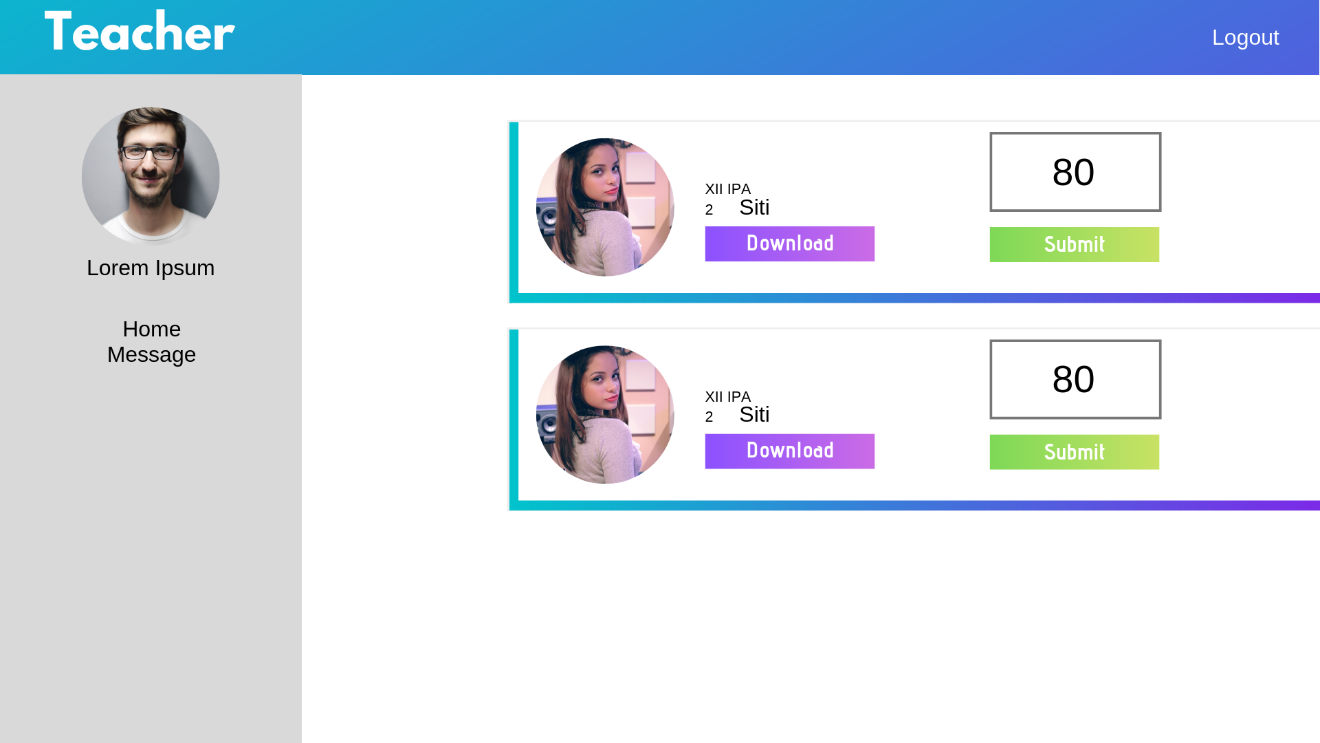 Teacher
Logout
Lorem Ipsum
Home
Message
XII IPA
2 Siti
Download
80
Submit
XII IPA
2 Siti
Download
80
Submit